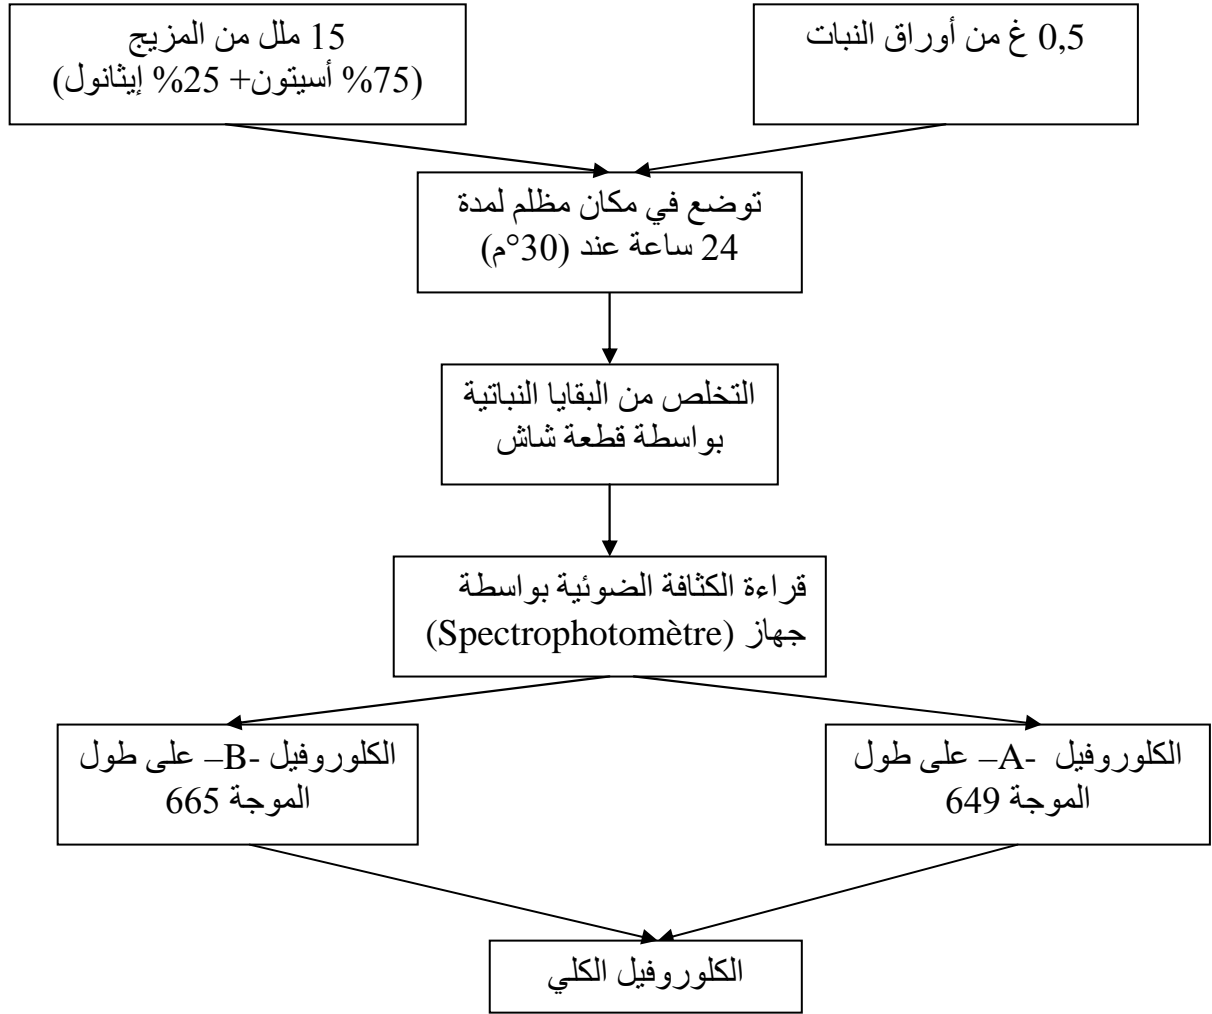 0,5 غ من أوراق النبات
15 ملل من المزيج
(75% أسيتون+ 25% إيثانول)
توضع في مكان مظلم لمدة
24 ساعة عند (30°م)
التخلص من البقايا النباتية
بواسطة قطعة شاش
قراءة الكثافة الضوئية بواسطة
جهاز (Spectrophotomètre)
الكلوروفيل -A– على طول
الموجة 649
الكلوروفيل -B– على طول
الموجة 665
الكلوروفيل الكلي